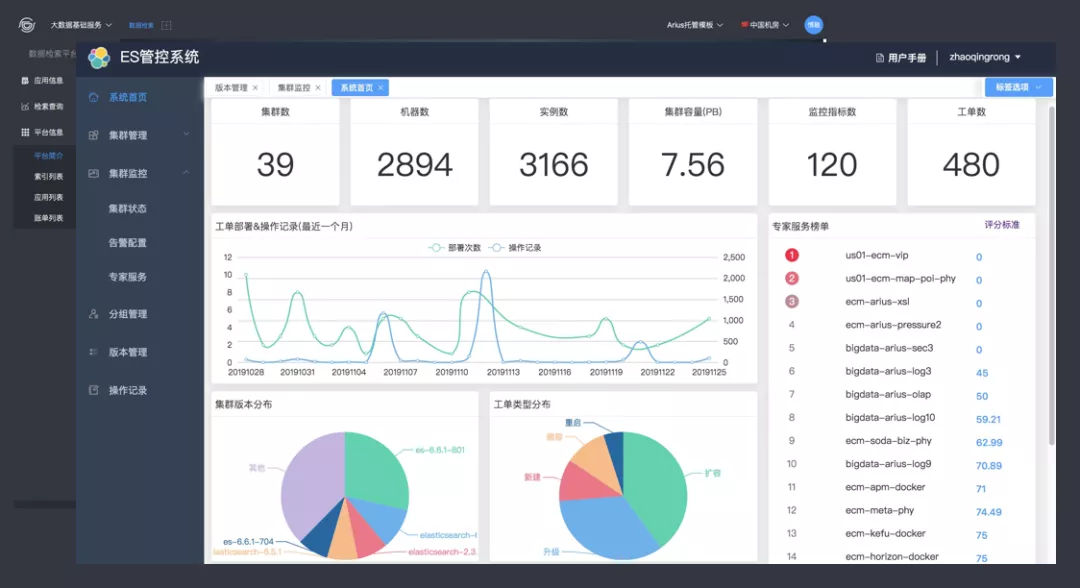 大数据基础服务
数据检索
Arius托管模板
中国机房
数据检索平台
应用信息
检索查询
平台信息
平台简介
索引列表
应用列表
账单列表
ES管控系统
用户手册
zhaoqingrong
系统首页
集群管理
集群监控
集群状态
告警配置
专家服务
分组管理
版本管理
操作记录
版本管理 ×
集群监控 ×
系统首页 ×
标签选项
集群数
39
机器数
2894
实例数
3166
集群容量(PB)
7.56
监控指标数
120
工单数
480
工单部署&操作记录(最近一个月)
部署次数
操作记录
12
10
8
6
4
2
0
2,500
2,000
1,500
1,000
500
0
20191028 20191031 20191104 20191107 20191110 20191113 20191116 20191119 20191122 20191125
专家服务榜单
评分标准
1 us01-ecm-vip 0
2 us01-ecm-map-poi-phy 0
3 ecm-arius-xsl 0
4 ecm-arius-pressure2 0
5 bigdata-arius-sec3 0
6 bigdata-arius-log3 45
7 bigdata-arius-olap 50
8 bigdata-arius-log10 59.21
9 ecm-soda-biz-phy 62.99
10 bigdata-arius-log9 70.89
11 ecm-apm-docker 71
12 ecm-meta-phy 74.49
13 ecm-kefu-docker 75
14 ecm-horizon-docker 75
集群版本分布
es-6.6.1-801
其他
es-6.6.1-704
lasticsearch-6.5.1
elasticsearch-
elasticsearch-2.3.
工单类型分布
重启
扩容
新建
升级